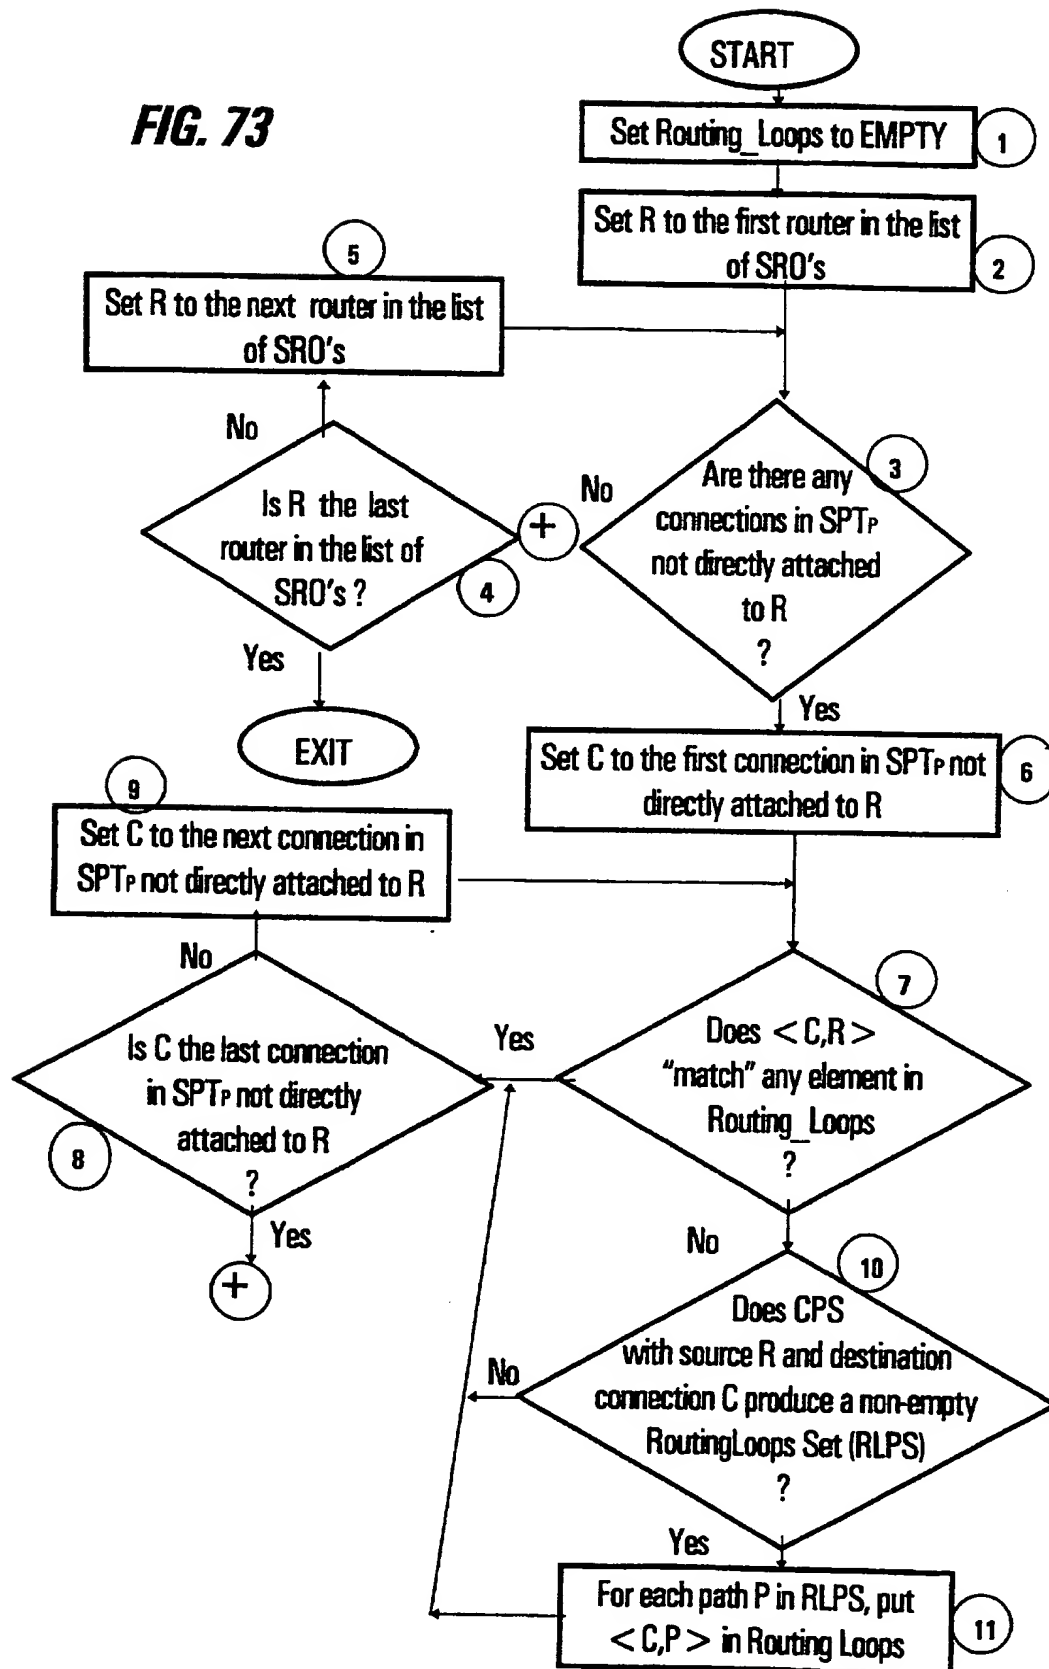 START
FIG. 73
Set Routing_Loops to EMPTY
1
Set R to the first router in the list
of SRO's
2
5
Set R to the next router in the list
of SRO's
No
Is R the last
router in the list of
SRO's ?
4
+
No
3
Are there any
connections in SPTP
not directly attached
to R
?
Yes
EXIT
Yes
Set C to the first connection in SPTP not
directly attached to R
6
9
Set C to the next connection in
SPTP not directly attached to R
No
Is C the last connection
in SPTP not directly
attached to R
?
8
Yes
+
Yes
7
Does <C,R>
"match" any element in
Routing_Loops
?
No
10
Does CPS
with source R and destination
connection C produce a non-empty
RoutingLoops Set (RLPS)
?
No
Yes
For each path P in RLPS, put
<C,P> in Routing Loops
11